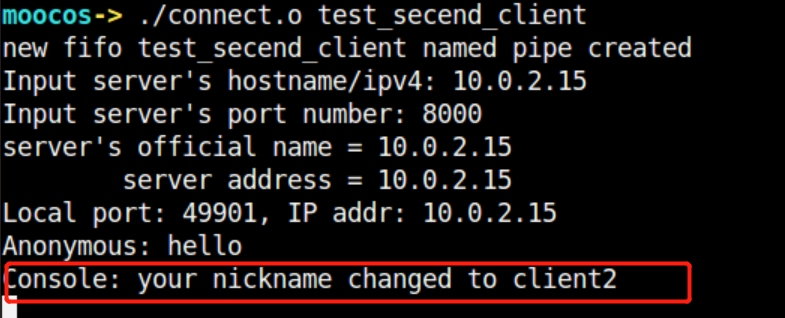 moocos-> ./connect.o test_secend_client
new fifo test_secend_client named pipe created
Input server's hostname/ipv4: 10.0.2.15
Input server's port number: 8000
server's official name = 10.0.2.15
        server address = 10.0.2.15
Local port: 49901, IP addr: 10.0.2.15
Anonymous: hello
Console: your nickname changed to client2